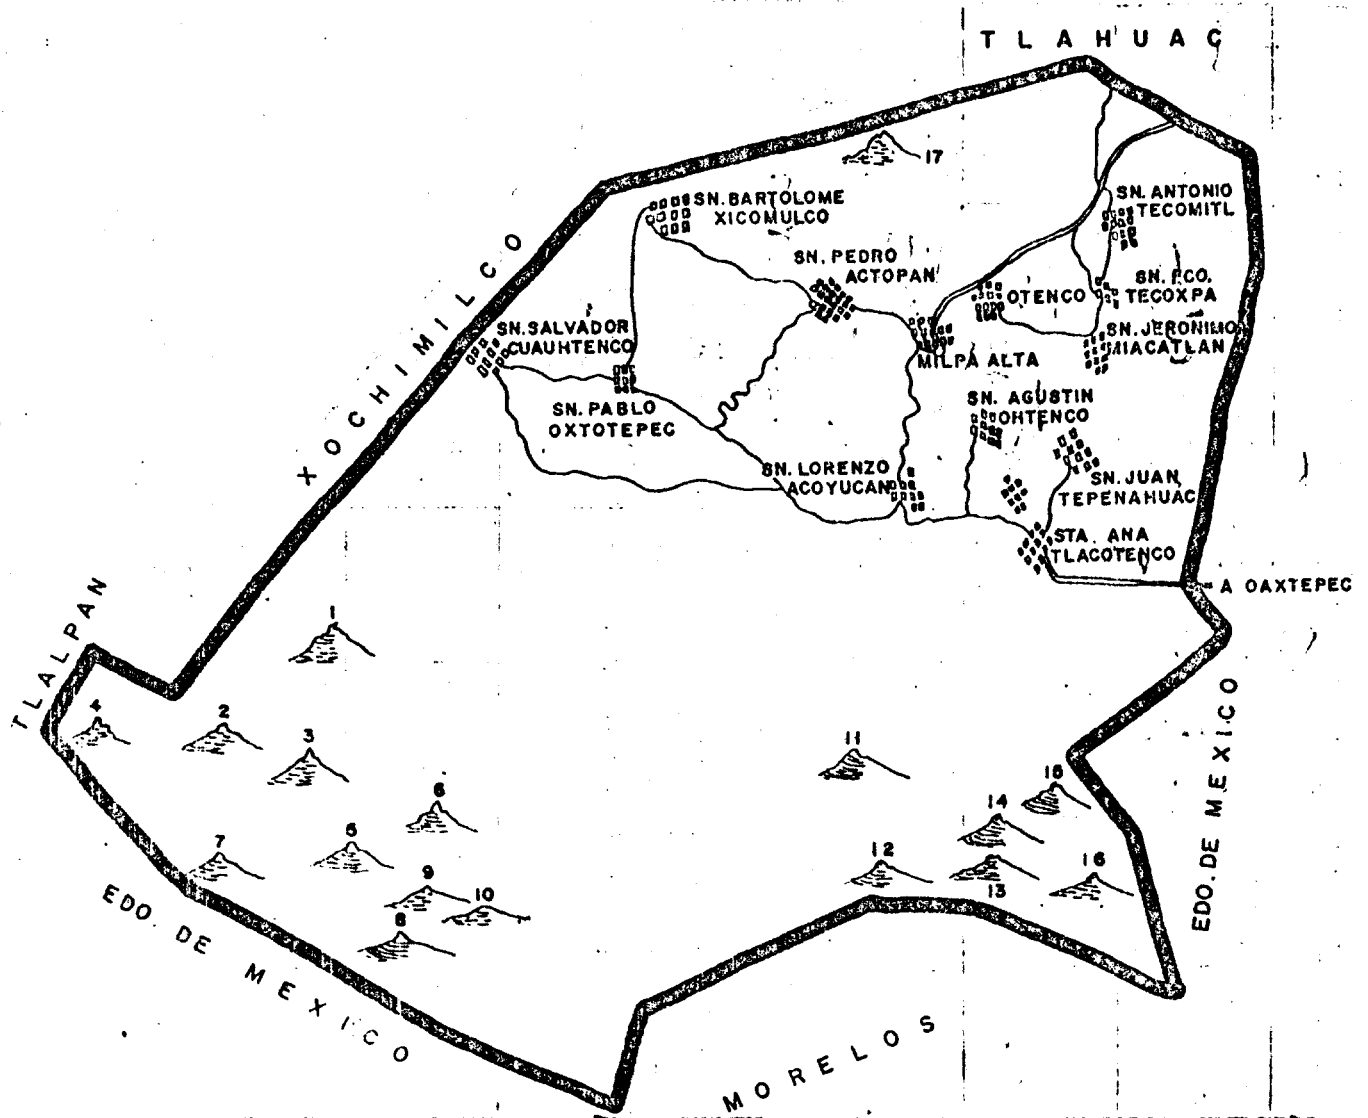 TLAHUAC
17
SN. BARTOLOME
XICOMULCO
SN. ANTONIO
TECOMITL
XOCHIMILCO
SN. PEDRO
ACTOPAN
SN. FCO.
TECOXPA
OTENCO
SN. SALVADOR
CUAUHTENCO
SN. JERONIMO
MIACATLAN
MILPA ALTA
SN. PABLO
OXTOTEPEC
SN. AGUSTIN
OHTENCO
SN. LORENZO
ACOYUCAN
SN. JUAN
TEPENAHUAC
STA. ANA
TLACOTENCO
A OAXTEPEC
TLALPAN
1
4
2
3
6
5
7
9
10
8
11
15
14
12
13
16
EDO. DE MEXICO
EDO. DE MEXICO
MORELOS